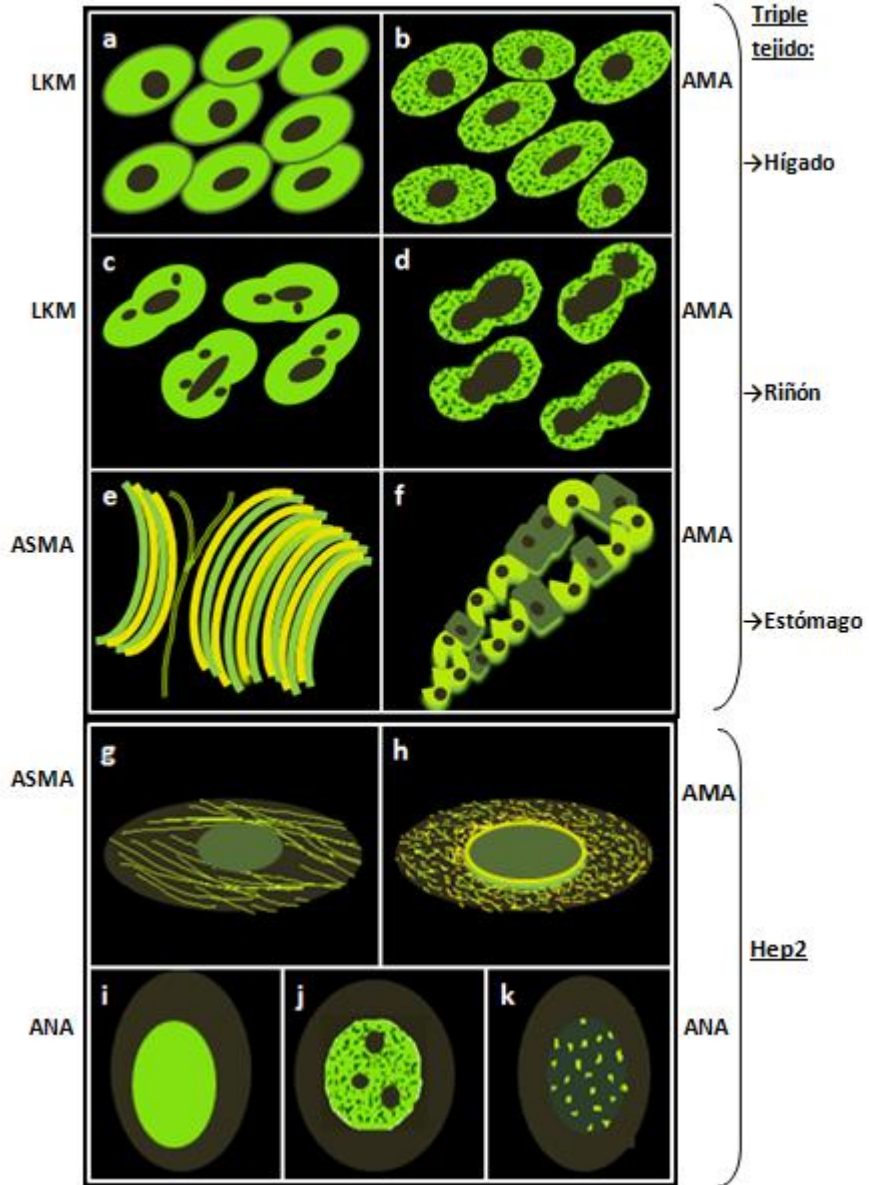 Triple
tejido:
a
b
LKM
AMA
→Hígado
c
d
LKM
AMA
→Riñón
e
f
ASMA
AMA
→Estómago
g
h
ASMA
AMA
Hep2
i
j
k
ANA
ANA